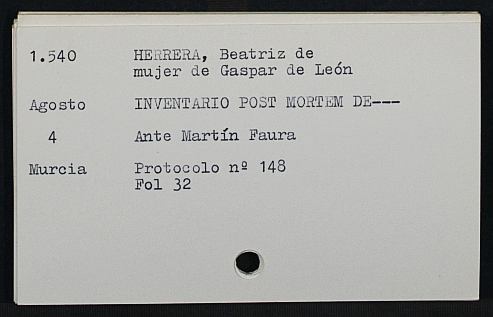 1.540 HERRERA, Beatriz de
mujer de Gaspar de León
Agosto INVENTARIO POST MORTEM DE---
4 Ante Martín Faura
Murcia Protocolo nº 148
Fol 32